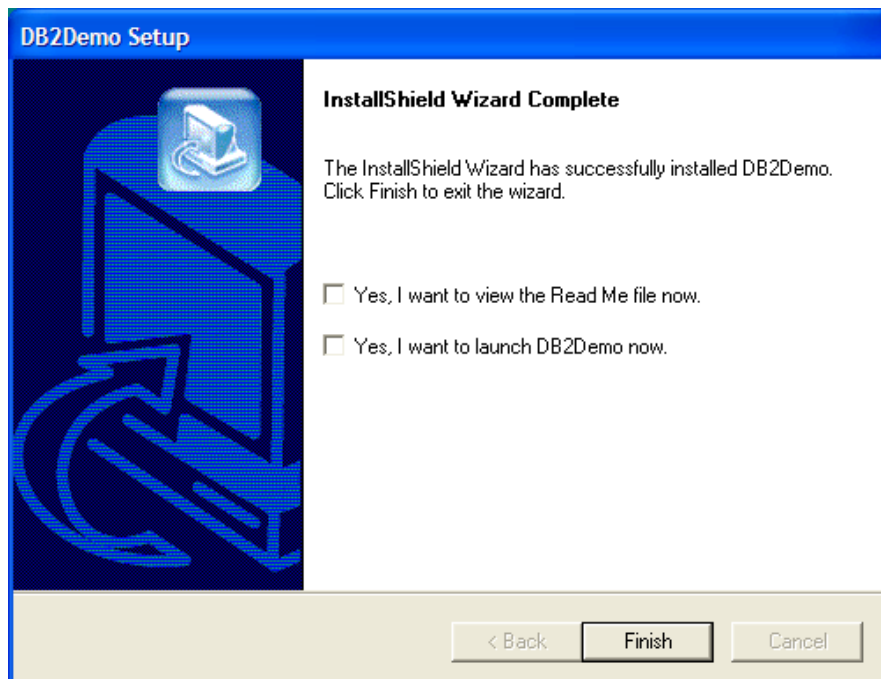 DB2Demo Setup
InstallShield Wizard Complete
The InstallShield Wizard has successfully installed DB2Demo.
Click Finish to exit the wizard.
Yes, I want to view the Read Me file now.
Yes, I want to launch DB2Demo now.
< Back
Finish
Cancel